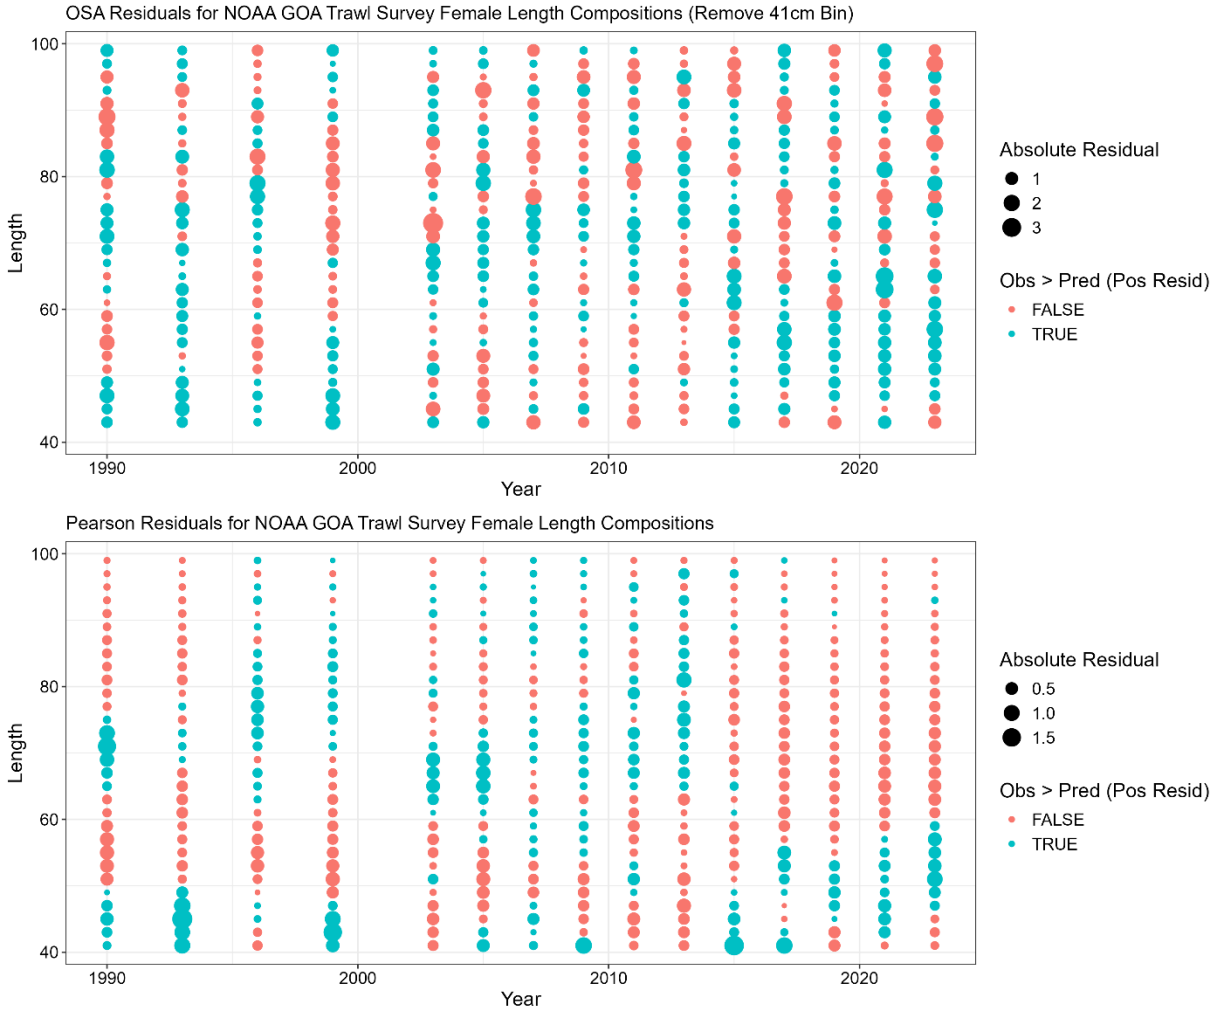 OSA Residuals for NOAA GOA Trawl Survey Female Length Compositions (Remove 41cm Bin)
100
80
60
40
Length
1990
2000
2010
2020
Year
Absolute Residual
1
2
3
Obs > Pred (Pos Resid)
FALSE
TRUE
Pearson Residuals for NOAA GOA Trawl Survey Female Length Compositions
100
80
60
40
Length
1990
2000
2010
2020
Year
Absolute Residual
0.5
1.0
1.5
Obs > Pred (Pos Resid)
FALSE
TRUE